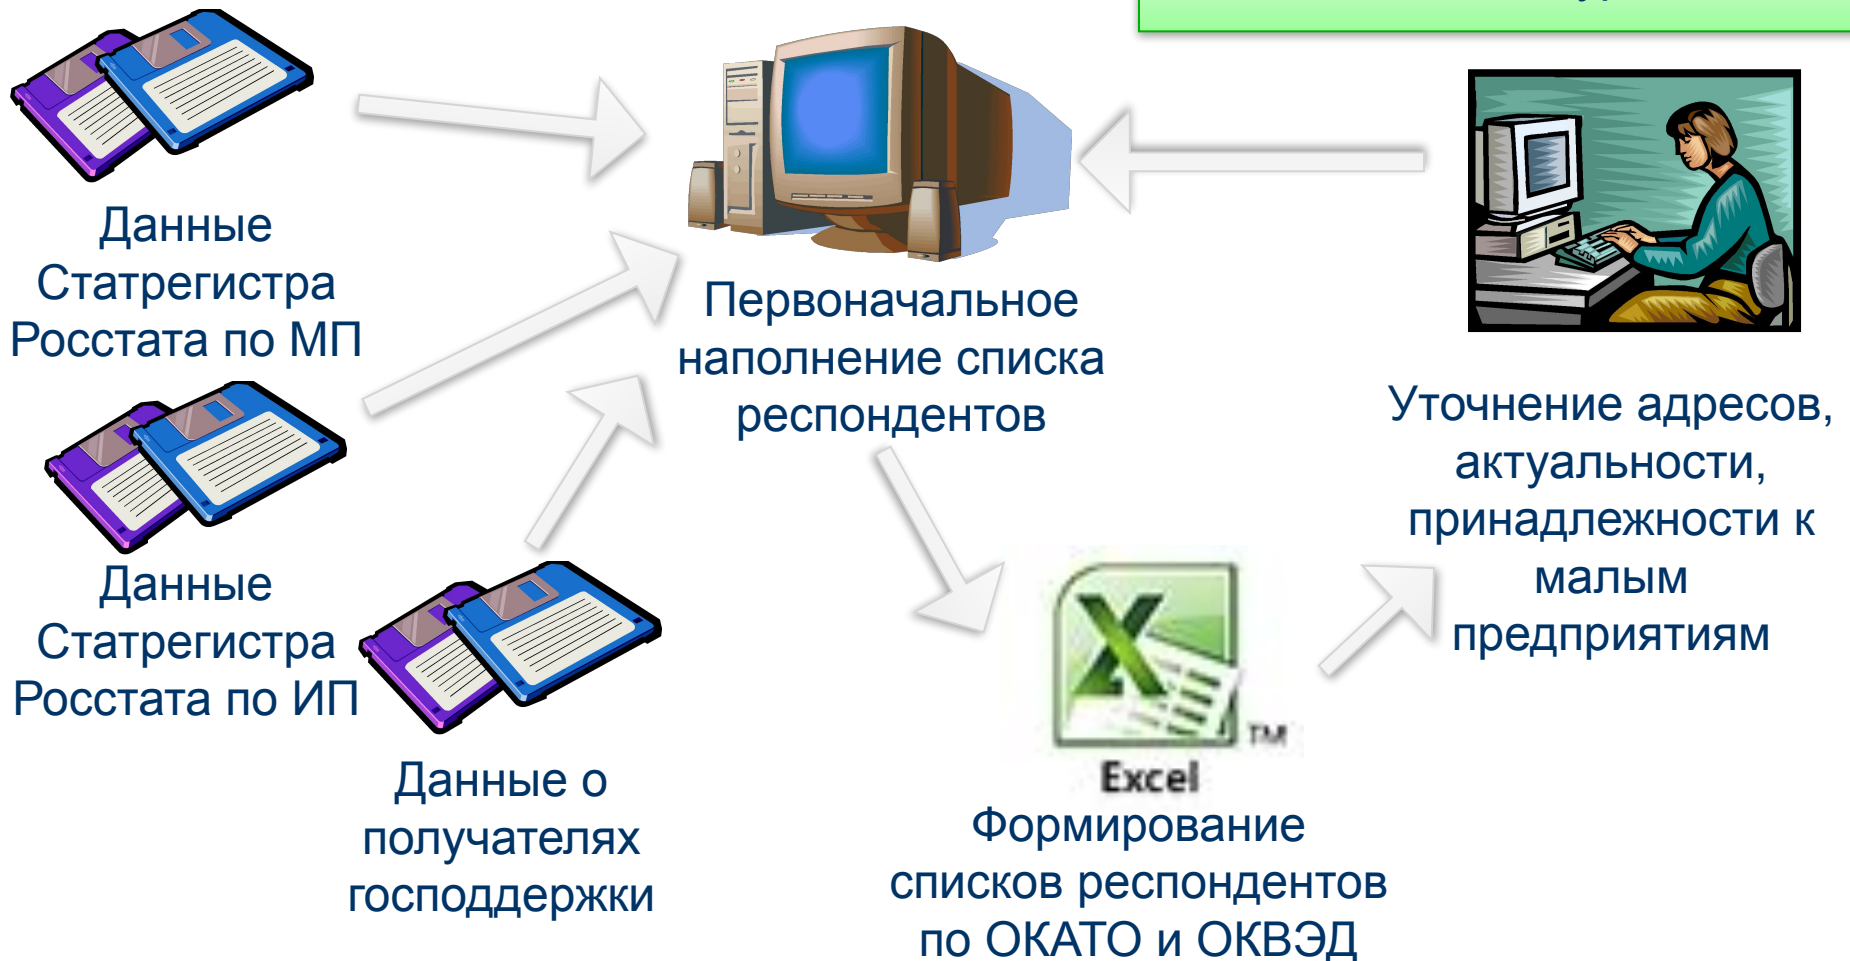 Данные
Статрегистра
Росстата по МП
Первоначальное
наполнение списка
респондентов
Уточнение адресов,
актуальности,
принадлежности к
малым
предприятиям
Данные
Статрегистра
Росстата по ИП
Данные о
получателях
господдержки
TM
Excel
Формирование
списков респондентов
по ОКАТО и ОКВЭД